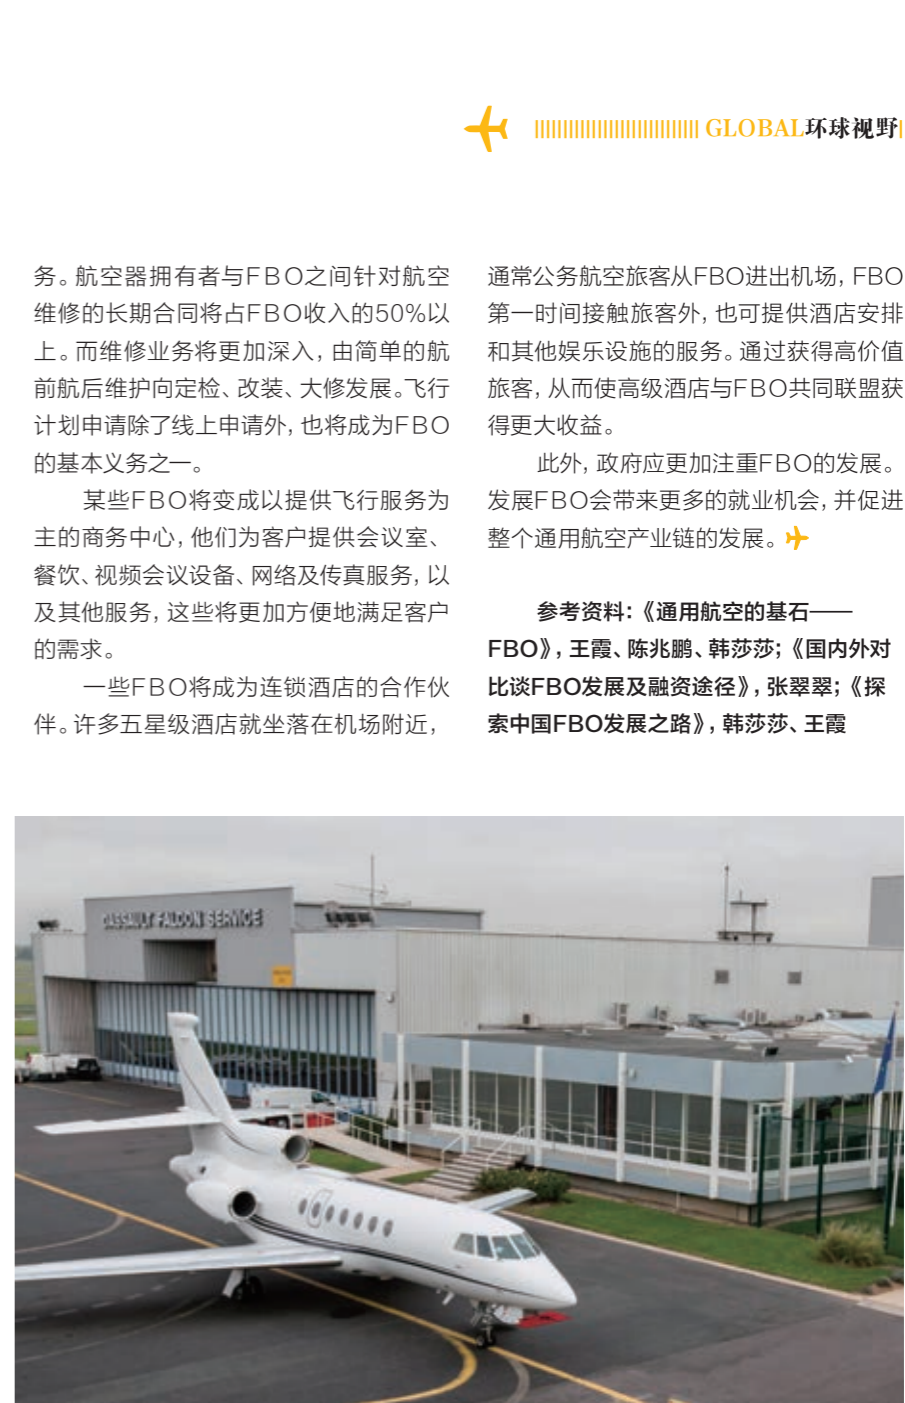 GLOBAL环球视野
务。航空器拥有者与FBO之间针对航空
维修的长期合同将占FBO收入的50%以
上。而维修业务将更加深入，由简单的航
前航后维护向定检、改装、大修发展。飞行
计划申请除了线上申请外，也将成为FBO
的基本义务之一。
某些FBO将变成以提供飞行服务为
主的商务中心，他们为客户提供会议室、
餐饮、视频会议设备、网络及传真服务，以
及其他服务，这些将更加方便地满足客户
的需求。
一些FBO将成为连锁酒店的合作伙
伴。许多五星级酒店就坐落在机场附近，
通常公务航空旅客从FBO进出机场，FBO
第一时间接触旅客外，也可提供酒店安排
和其他娱乐设施的服务。通过获得高价值
旅客，从而使高级酒店与FBO共同联盟获
得更大收益。
此外，政府应更加注重FBO的发展。
发展FBO会带来更多的就业机会，并促进
整个通用航空产业链的发展。
参考资料：《通用航空的基石——
FBO》，王霞、陈兆鹏、韩莎莎；《国内外对
比谈FBO发展及融资途径》，张翠翠；《探
索中国FBO发展之路》，韩莎莎、王霞
DASSAULT FALCON SERVICE